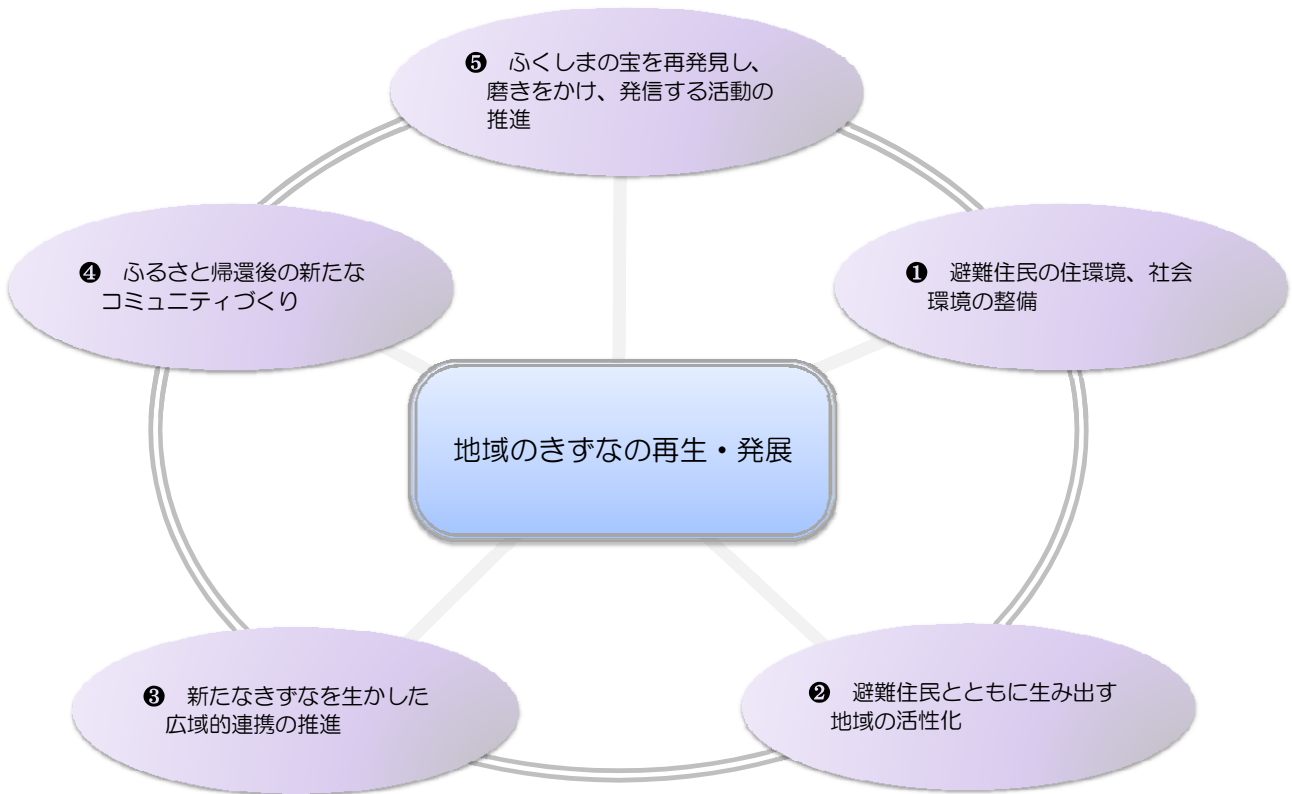 ❺ ふくしまの宝を再発見し、
磨きをかけ、発信する活動の
推進
❹ ふるさと帰還後の新たな
コミュニティづくり
❶ 避難住民の住環境、社会
環境の整備
地域のきずなの再生・発展
❸ 新たなきずなを生かした
広域的連携の推進
❷ 避難住民とともに生み出す
地域の活性化